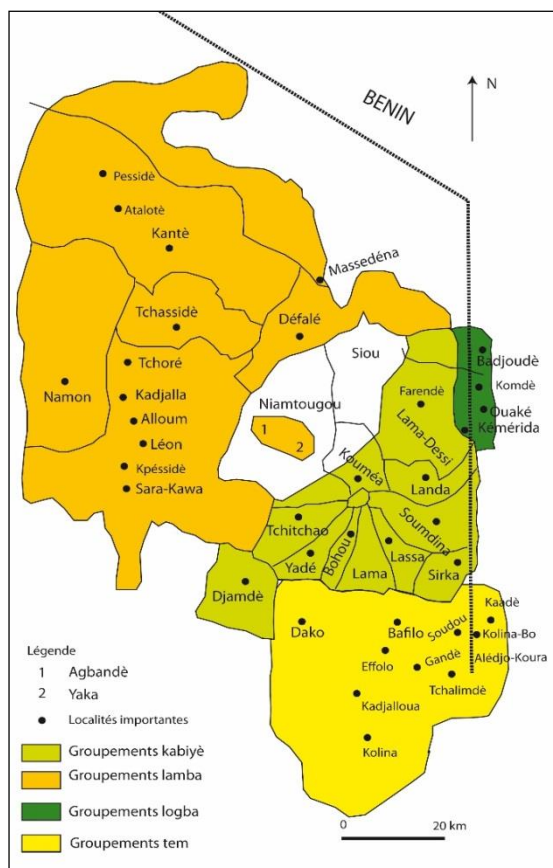 BENIN
N
Pessidè
Atalotè
Kantè
Massedéna
Tchassidè
Défalé
Siou
Badjoudè
Tchoré
Farendè
Komdè
Namon
Kadjalla
Niamtougou
Ouaké
Alloum
1
Lama-Dessi
Kémérida
Léon
2
Kpéssidè
Kouméa
Landa
Sara-Kawa
Tchitchao
Soumdina
Yadé
Bohou
Lassa
Djamdè
Lama
Sirka
Kaadè
Dako
Bafilo
Soudou
Kolina-Bo
Effolo
Gandè
Alédjo-Koura
Tchalimdè
Kadjalloua
Kolina
Légende
1 Agbandè
2 Yaka
Localités importantes
Groupements kabiyè
Groupements lamba
Groupements logba
Groupements tem
0 20 km